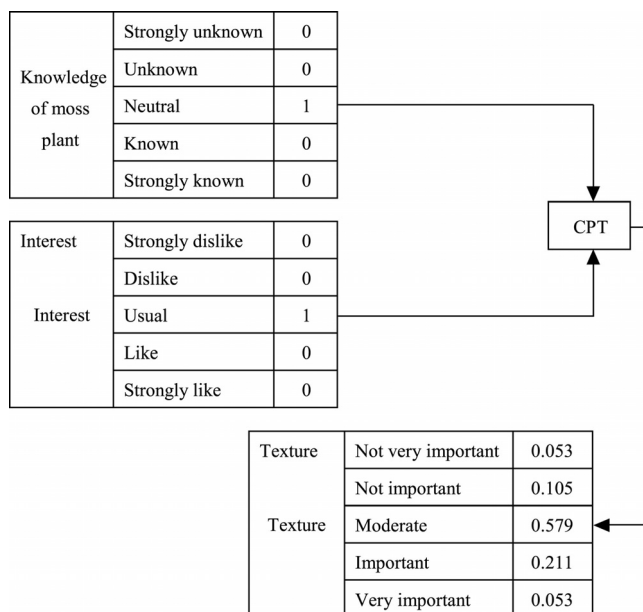 Knowledge
of moss
plant
Strongly unknown 0
Unknown 0
Neutral 1
Known 0
Strongly known 0
CPT
Interest
Interest
Strongly dislike 0
Dislike 0
Usual 1
Like 0
Strongly like 0
Texture
Texture
Not very important 0.053
Not important 0.105
Moderate 0.579
Important 0.211
Very important 0.053